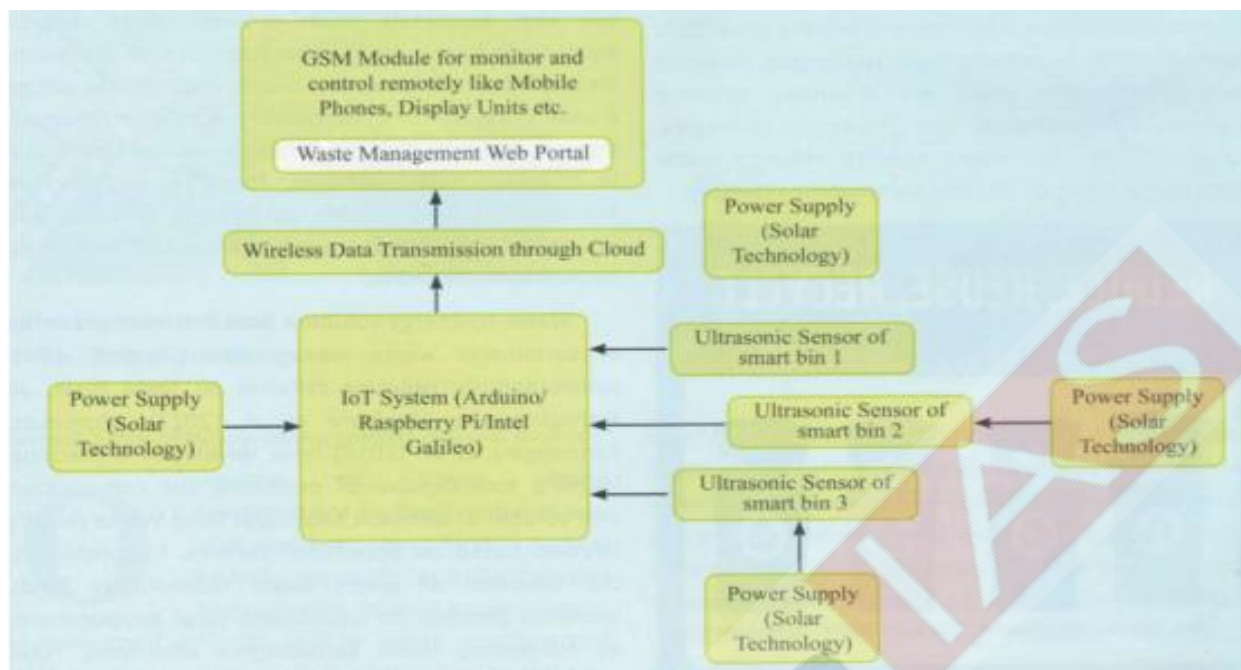 GSM Module for monitor and
control remotely like Mobile
Phones, Display Units etc.
Waste Management Web Portal
Wireless Data Transmission through Cloud
Power Supply
(Solar
Technology)
Ultrasonic Sensor of
smart bin 1
IoT System (Arduino/
Raspberry Pi/Intel
Galileo)
Power Supply
(Solar
Technology)
Ultrasonic Sensor of
smart bin 2
Power Supply
(Solar
Technology)
Ultrasonic Sensor of
smart bin 3
Power Supply
(Solar
Technology)
IAS